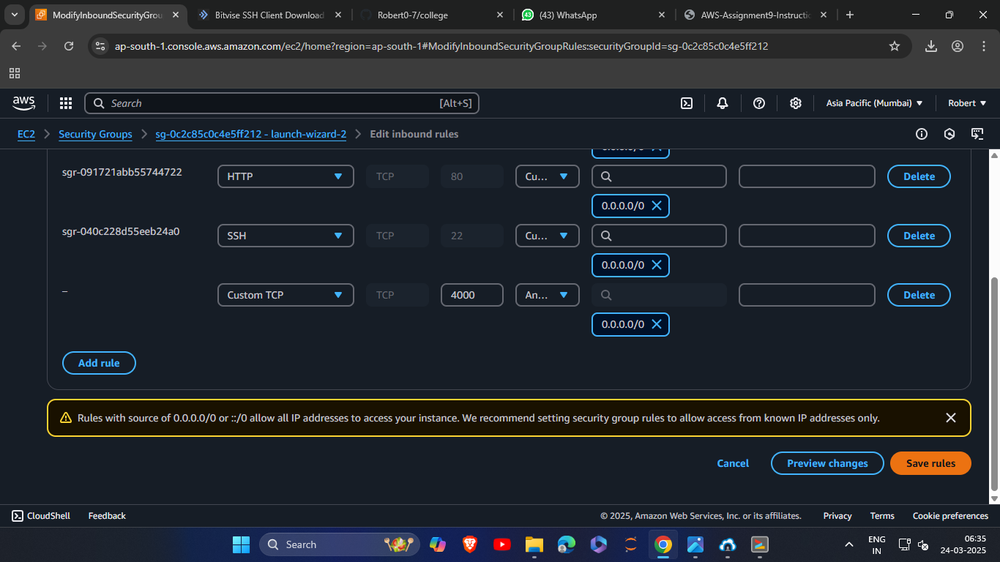 ModifyInboundSecurityGrou
Bitvise SSH Client Download
Robert0-7/college
43
(43) WhatsApp
AWS-Assignment9-Instructic
ap-south-1.console.aws.amazon.com/ec2/home?region=ap-south-1#ModifyInboundSecurityGroupRules:securityGroupId=sg-0c2c85c0c4e5ff212
aws
Search
[Alt+S]
Asia Pacific (Mumbai)
Robert
EC2
Security Groups
sg-0c2c85c0c4e5ff212 - launch-wizard-2
Edit inbound rules
0.0.0.0/0
sgr-091721abb55744722
HTTP
TCP
80
Cu...
Delete
0.0.0.0/0
sgr-040c228d55eeb24a0
SSH
TCP
22
Cu...
Delete
0.0.0.0/0
–
Custom TCP
TCP
4000
An...
Delete
0.0.0.0/0
Add rule
Rules with source of 0.0.0.0/0 or ::/0 allow all IP addresses to access your instance. We recommend setting security group rules to allow access from known IP addresses only.
Cancel
Preview changes
Save rules
CloudShell
Feedback
© 2025, Amazon Web Services, Inc. or its affiliates.
Privacy
Terms
Cookie preferences
Search
ENG
IN
06:35
24-03-2025